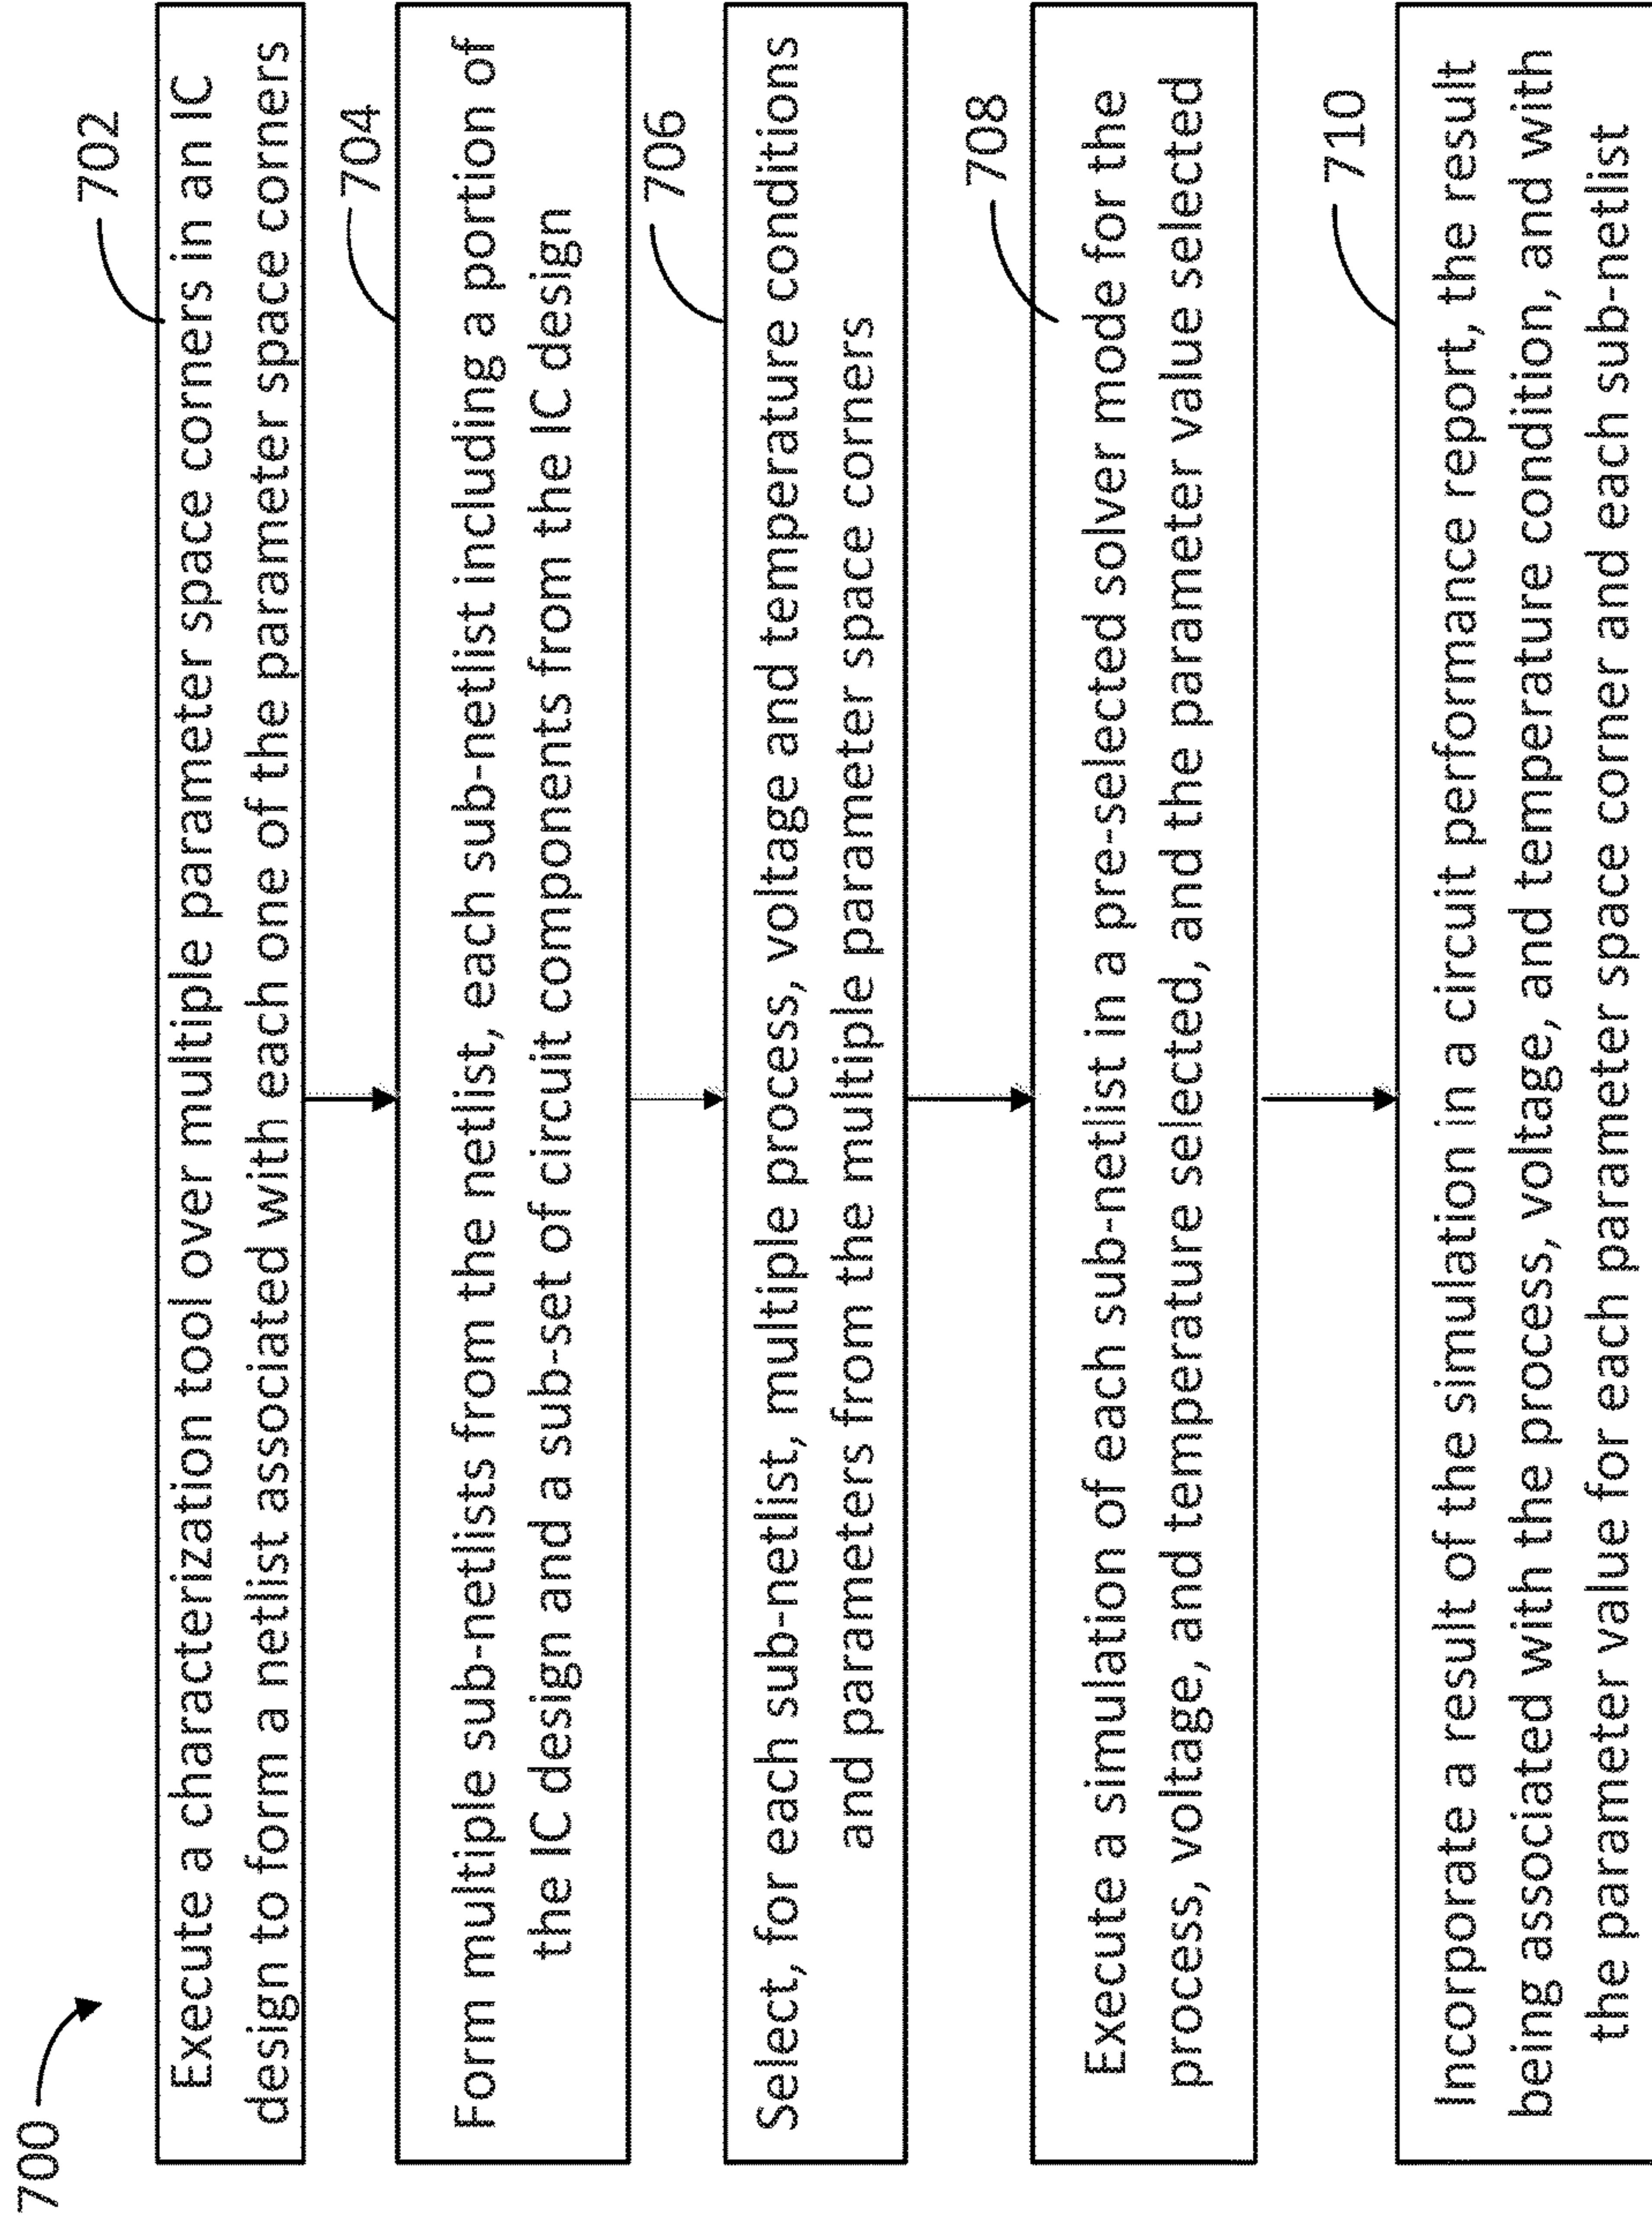 700
702
Execute a characterization tool over multiple parameter space corners in an IC
design to form a netlist associated with each one of the parameter space corners
704
Form multiple sub-netlists from the netlist, each sub-netlist including a portion of
the IC design and a sub-set of circuit components from the IC design
706
Select, for each sub-netlist, multiple process, voltage and temperature conditions
and parameters from the multiple parameter space corners
708
Execute a simulation of each sub-netlist in a pre-selected solver mode for the
process, voltage, and temperature selected, and the parameter value selected
710
Incorporate a result of the simulation in a circuit performance report, the result
being associated with the process, voltage, and temperature condition, and with
the parameter value for each parameter space corner and each sub-netlist